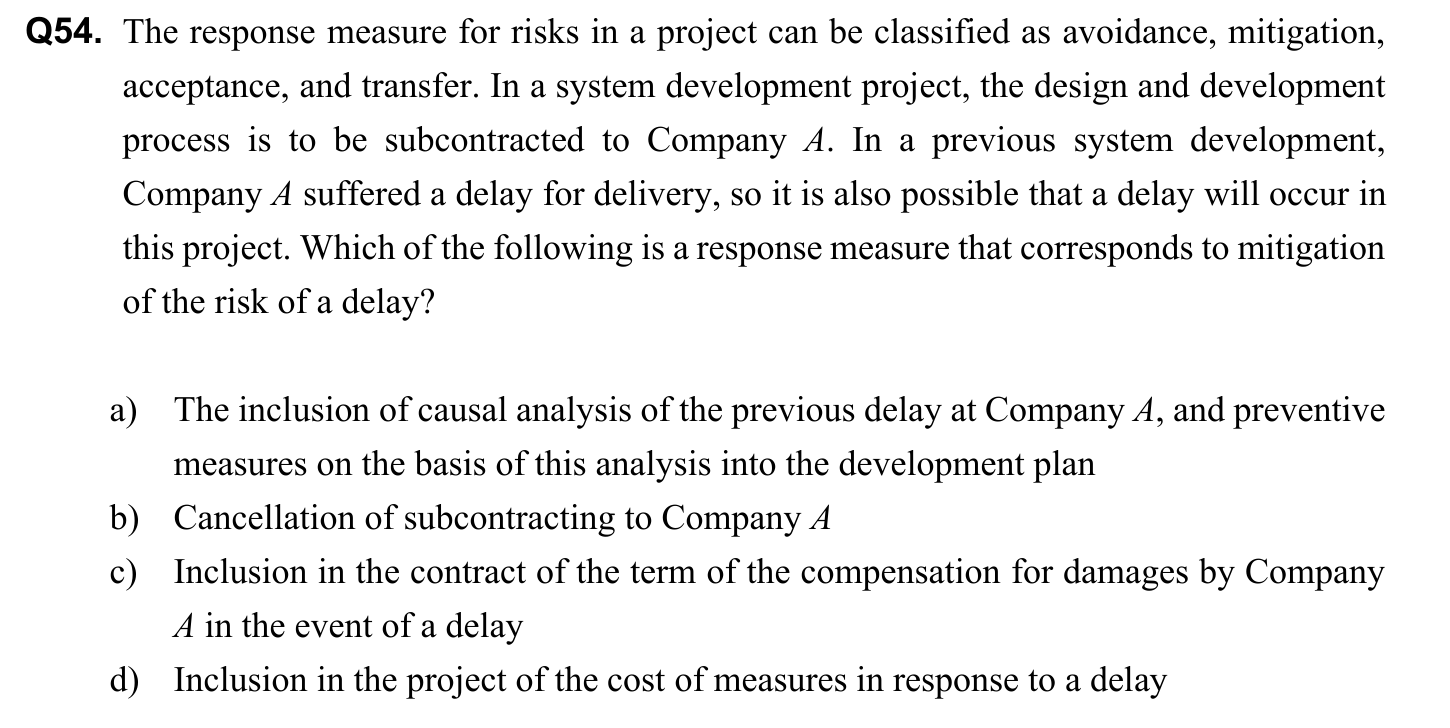 Q54. The response measure for risks in a project can be classified as avoidance, mitigation,
acceptance, and transfer. In a system development project, the design and development
process is to be subcontracted to Company A. In a previous system development,
Company A suffered a delay for delivery, so it is also possible that a delay will occur in
this project. Which of the following is a response measure that corresponds to mitigation
of the risk of a delay?
a) The inclusion of causal analysis of the previous delay at Company A, and preventive
measures on the basis of this analysis into the development plan
b) Cancellation of subcontracting to Company A
c) Inclusion in the contract of the term of the compensation for damages by Company
A in the event of a delay
d) Inclusion in the project of the cost of measures in response to a delay